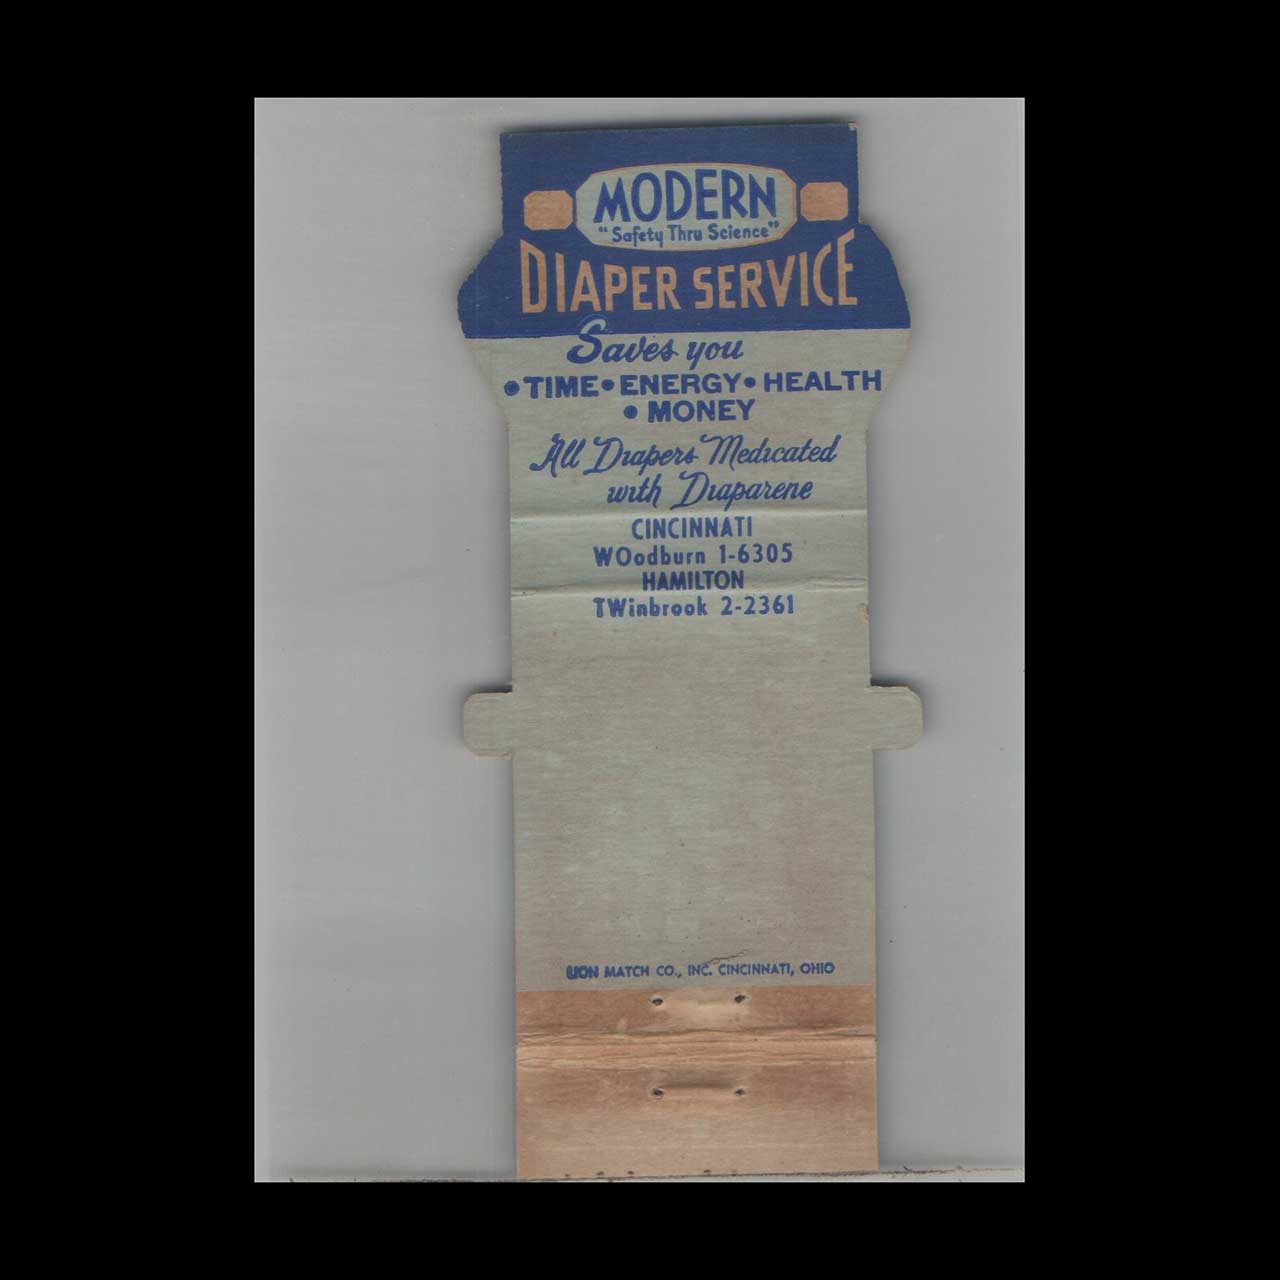 MODERN
"Safety Thru Science"
DIAPER SERVICE
Saves you
• TIME • ENERGY • HEALTH
• MONEY
All Diapers Medicated
with Diaparene
CINCINNATI
WOodburn 1-6305
HAMILTON
TWinbrook 2-2361
LION MATCH CO., INC. CINCINNATI, OHIO